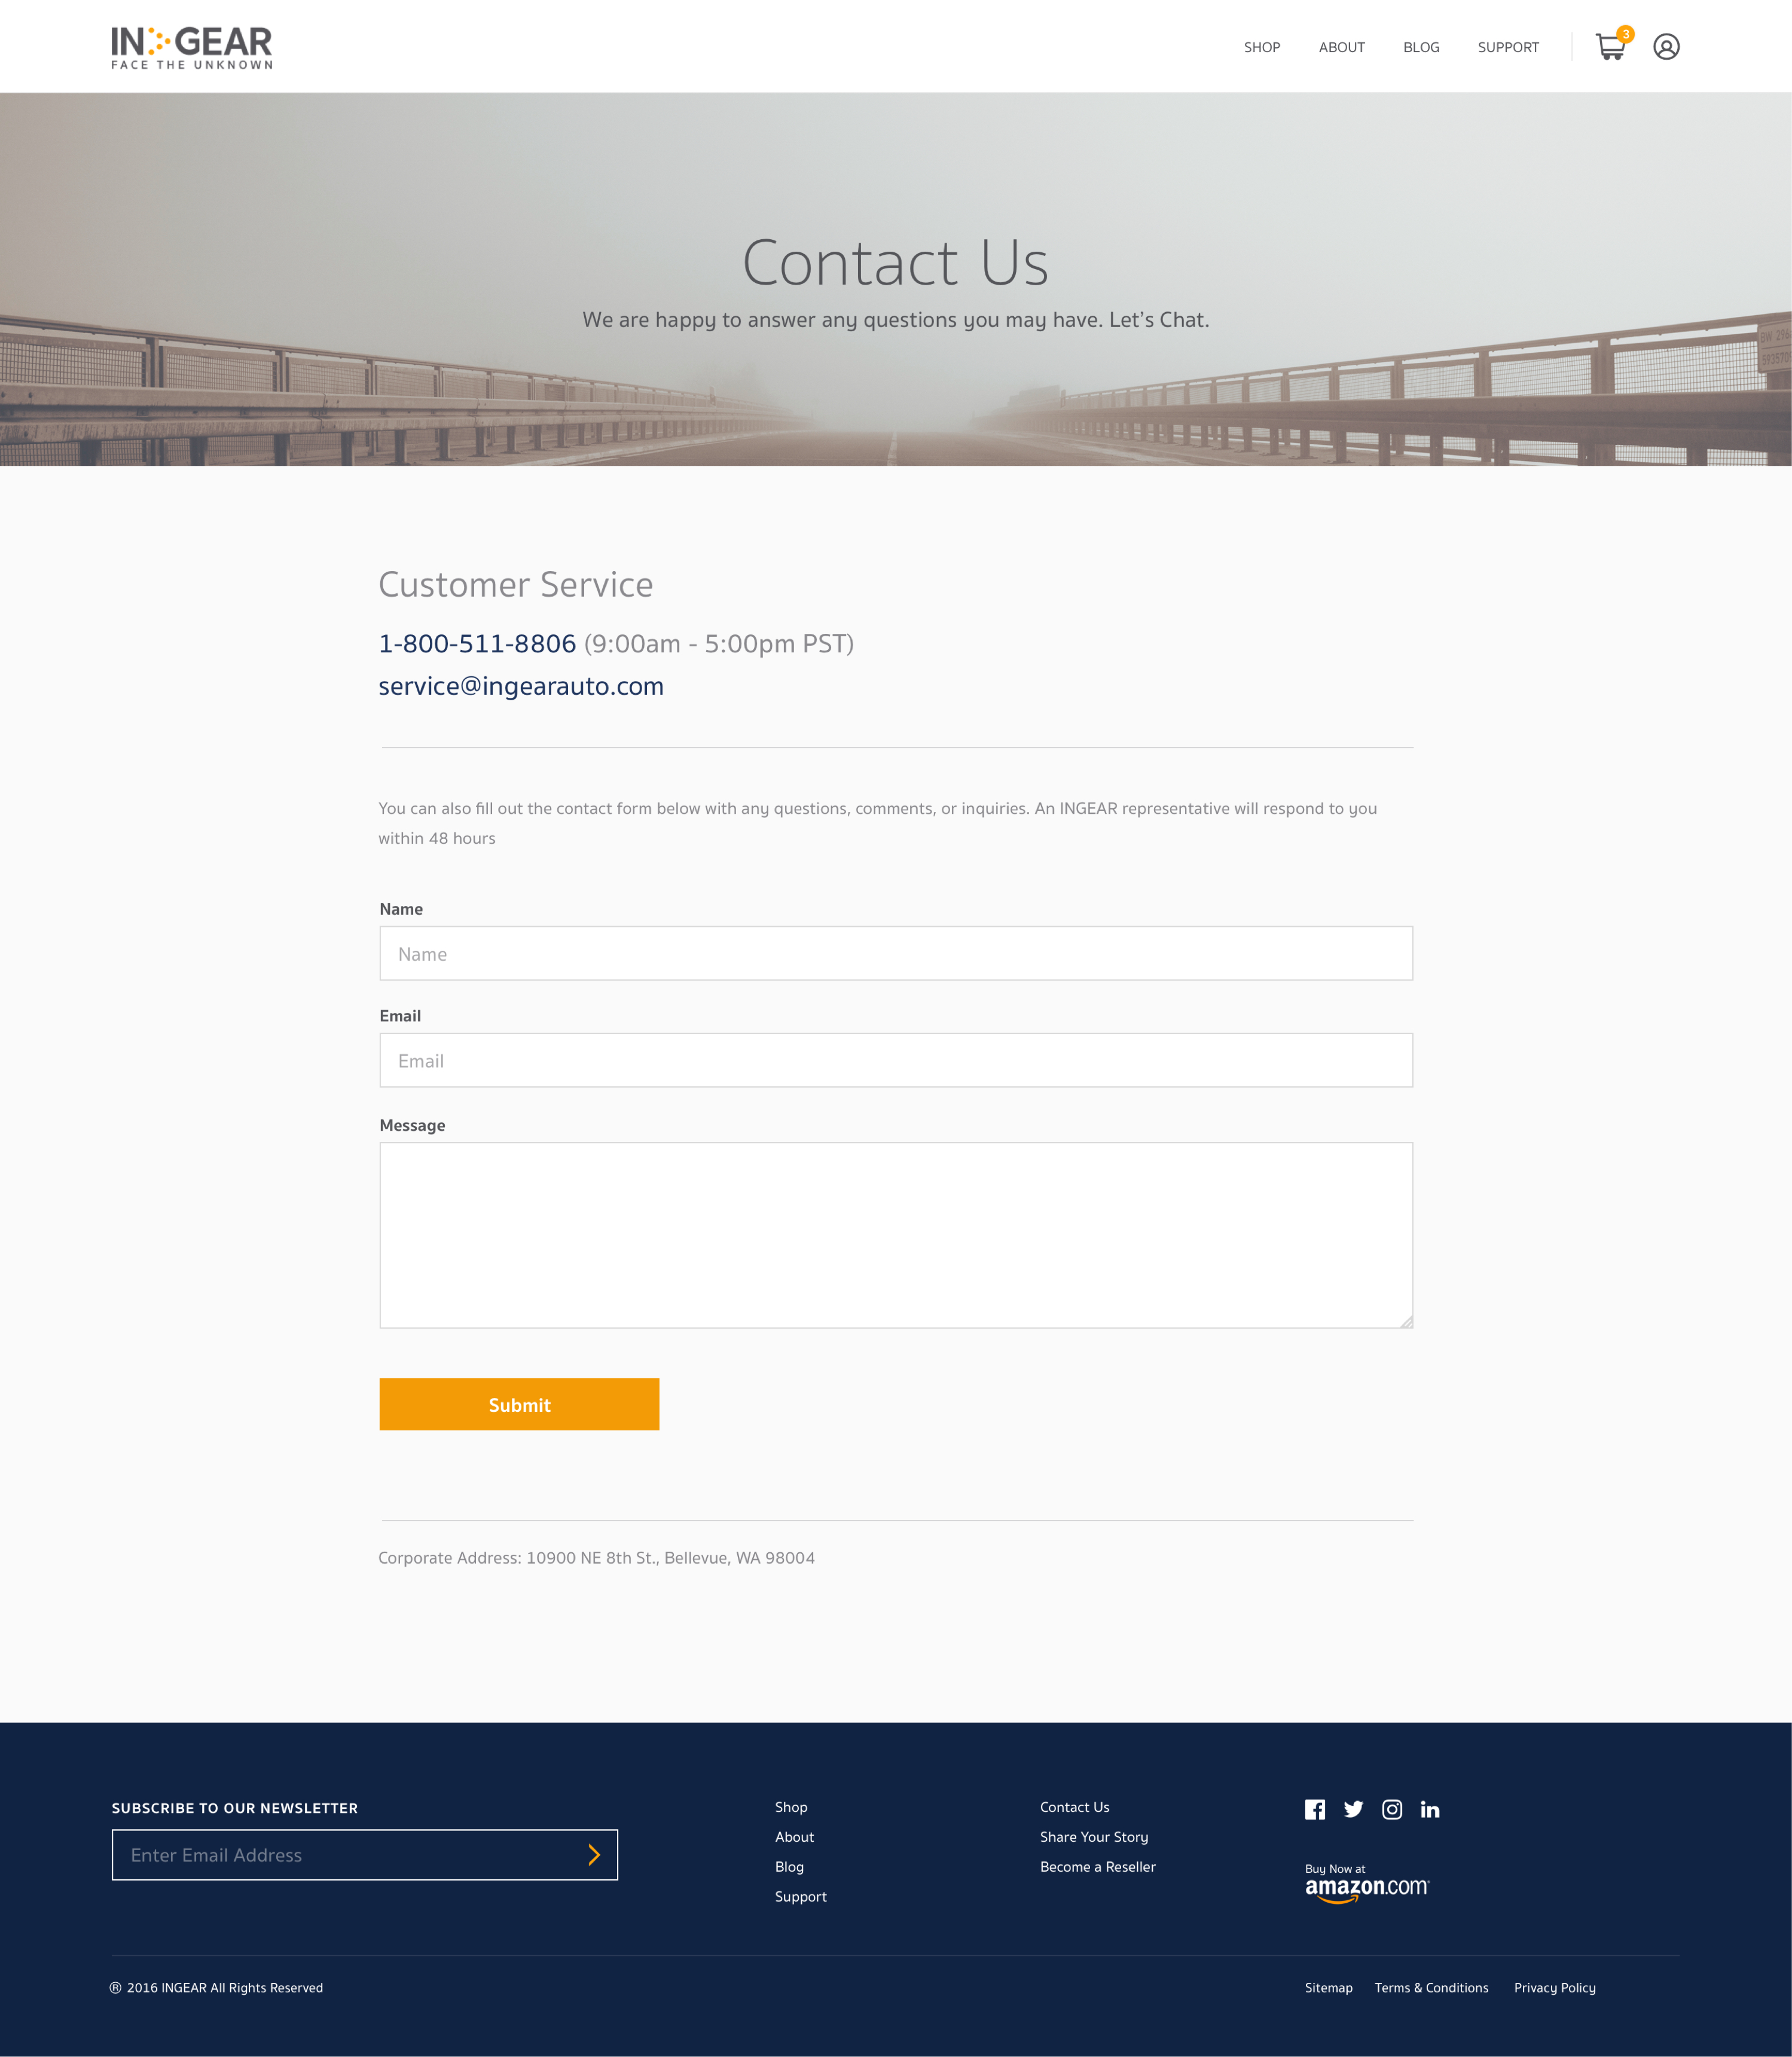 IN GEAR
FACE THE UNKNOWN
SHOP ABOUT BLOG SUPPORT 3
Contact Us
We are happy to answer any questions you may have. Let's Chat.
Customer Service
1-800-511-8806 (9:00am - 5:00pm PST)
service@ingearauto.com
You can also fill out the contact form below with any questions, comments, or inquiries. An INGEAR representative will respond to you
within 48 hours
Name
Name
Email
Email
Message
Submit
Corporate Address: 10900 NE 8th St., Bellevue, WA 98004
SUBSCRIBE TO OUR NEWSLETTER
Enter Email Address
Shop
About
Blog
Support
Contact Us
Share Your Story
Become a Reseller
Buy Now at
amazon.com
® 2016 INGEAR All Rights Reserved
Sitemap Terms & Conditions Privacy Policy